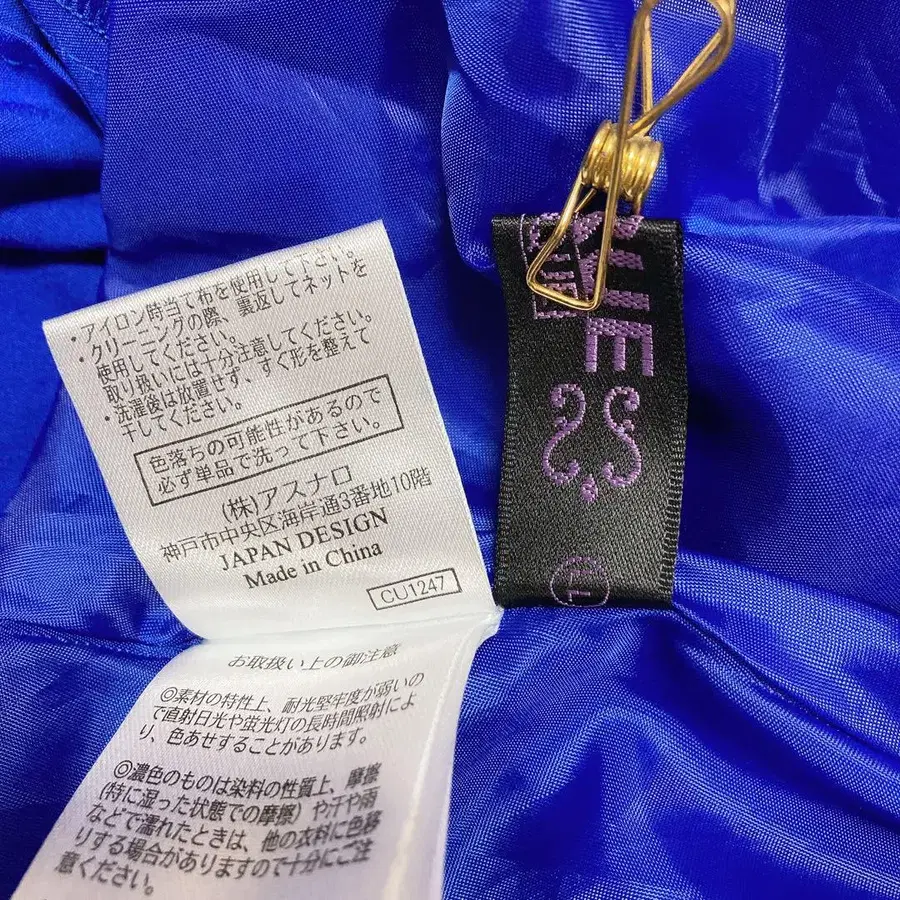 ・アイロン時当て布を使用して下さい。
・クリーニングの際、裏返してネットを
使用してください。
取り扱いには十分注意してください。
・洗濯後は放置せず、すぐ形を整えて
干してください。
色落ちの可能性があるので
必ず単品で洗って下さい。
(株)アスナロ
神戸市中央区海岸通3番地10階
JAPAN DESIGN
Made in China
CU1247
お取扱い上の御注意
◎素材の特性上、耐光堅牢度が弱いの
で直射日光や蛍光灯の長時間照射によ
り、色あせすることがあります。
◎濃色のものは染料の性質上、摩擦
(特に湿った状態での摩擦)や汗や雨
などで濡れたときは、他の衣料に色移
りする場合がありますので十分にご注
意ください。
L